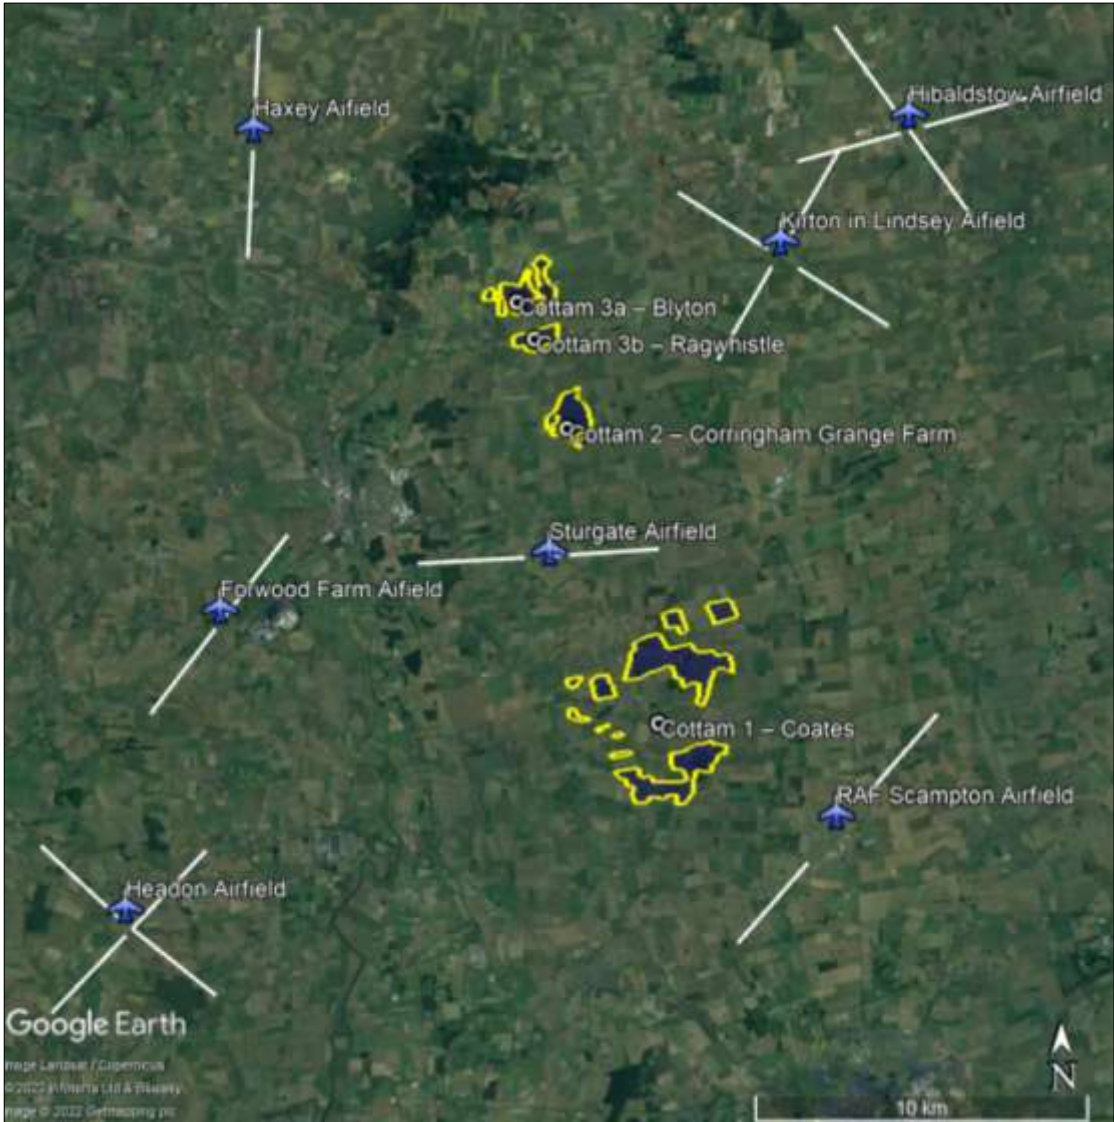 Haxey Aifield
Hibaldstow Airfield
Kirton in Lindsey Aifield
Cottam 3a – Blyton
Cottam 3b – Ragwhistle
Cottam 2 – Corringham Grange Farm
Sturgate Airfield
Forwood Farm Aifield
Cottam 1 – Coates
RAF Scampton Airfield
Headon Airfield
Google Earth
Image Landsat / Copernicus
© 2022 Infoterra Ltd & Bluesky
Image © 2022 Getmapping plc
N
10 km